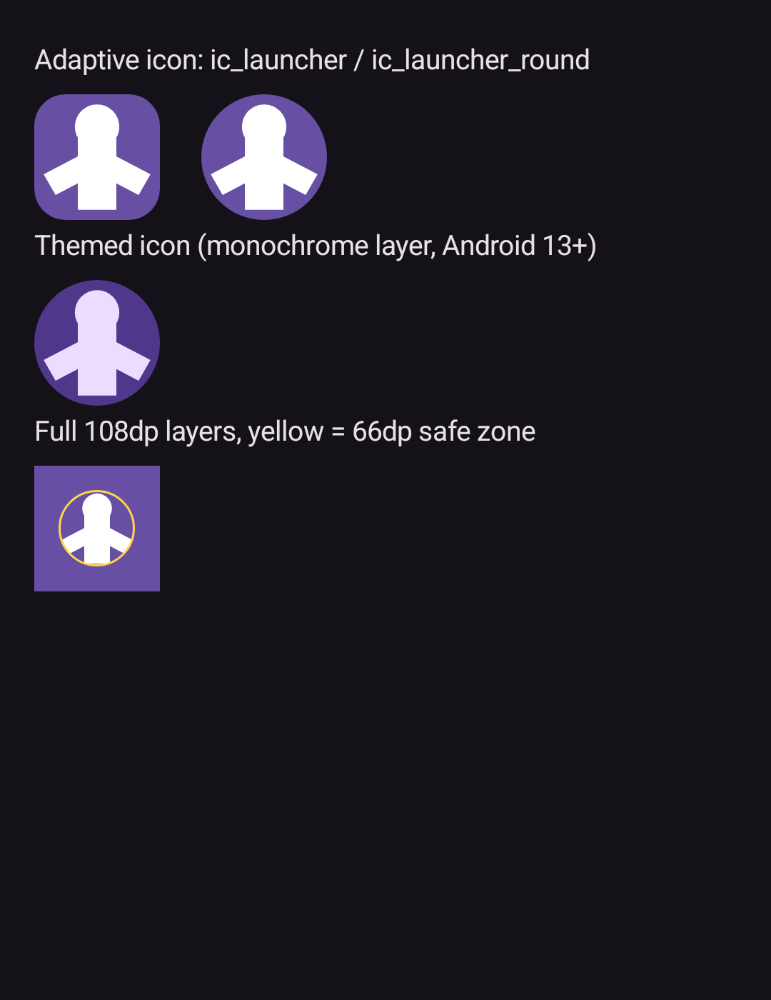 Adaptive icon: ic_launcher / ic_launcher_round
Themed icon (monochrome layer, Android 13+)
Full 108dp layers, yellow = 66dp safe zone